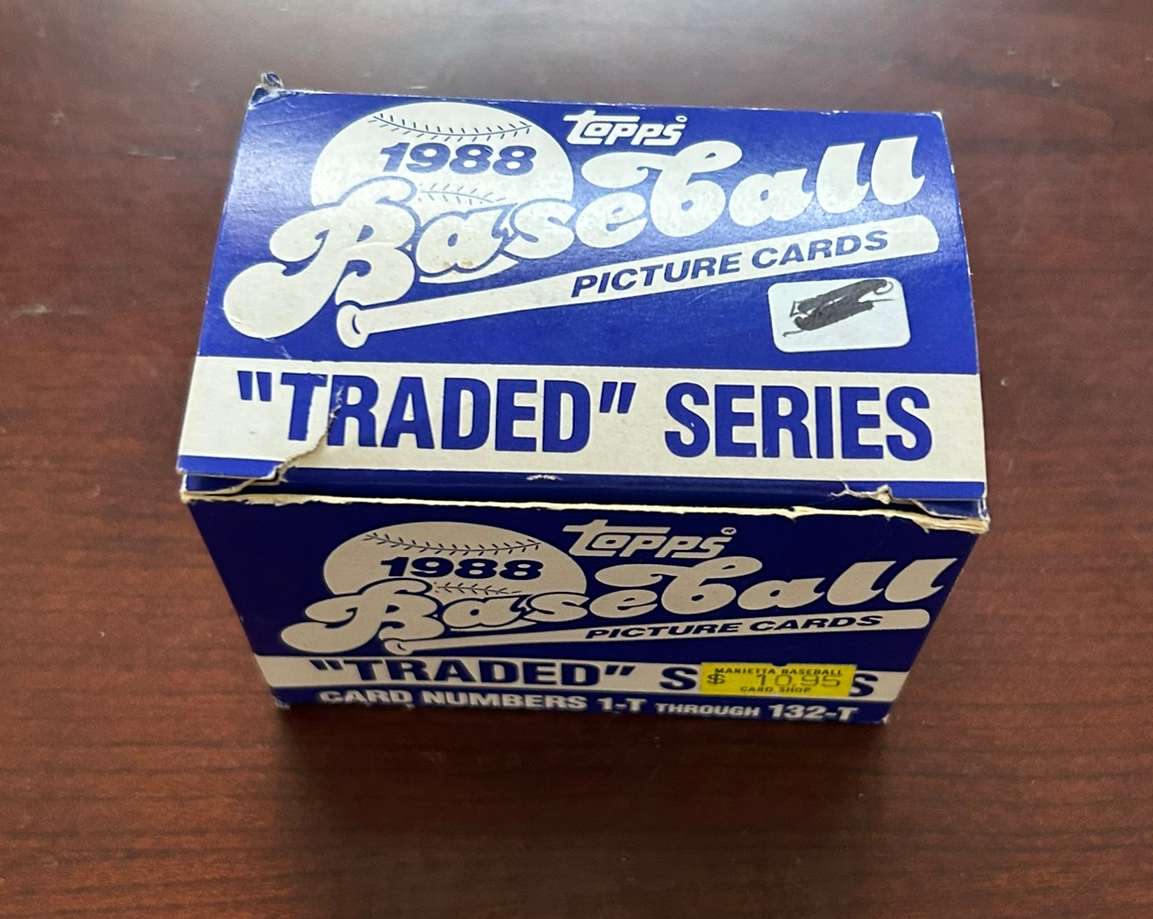 topps
1988
Baseball
PICTURE CARDS
"TRADED" SERIES
topps
1988
Baseball
PICTURE CARDS
"TRADED" S S
MARIETTA BASEBALL
$ 10.95
CARD SHOP
CARD NUMBERS 1-T THROUGH 132-T